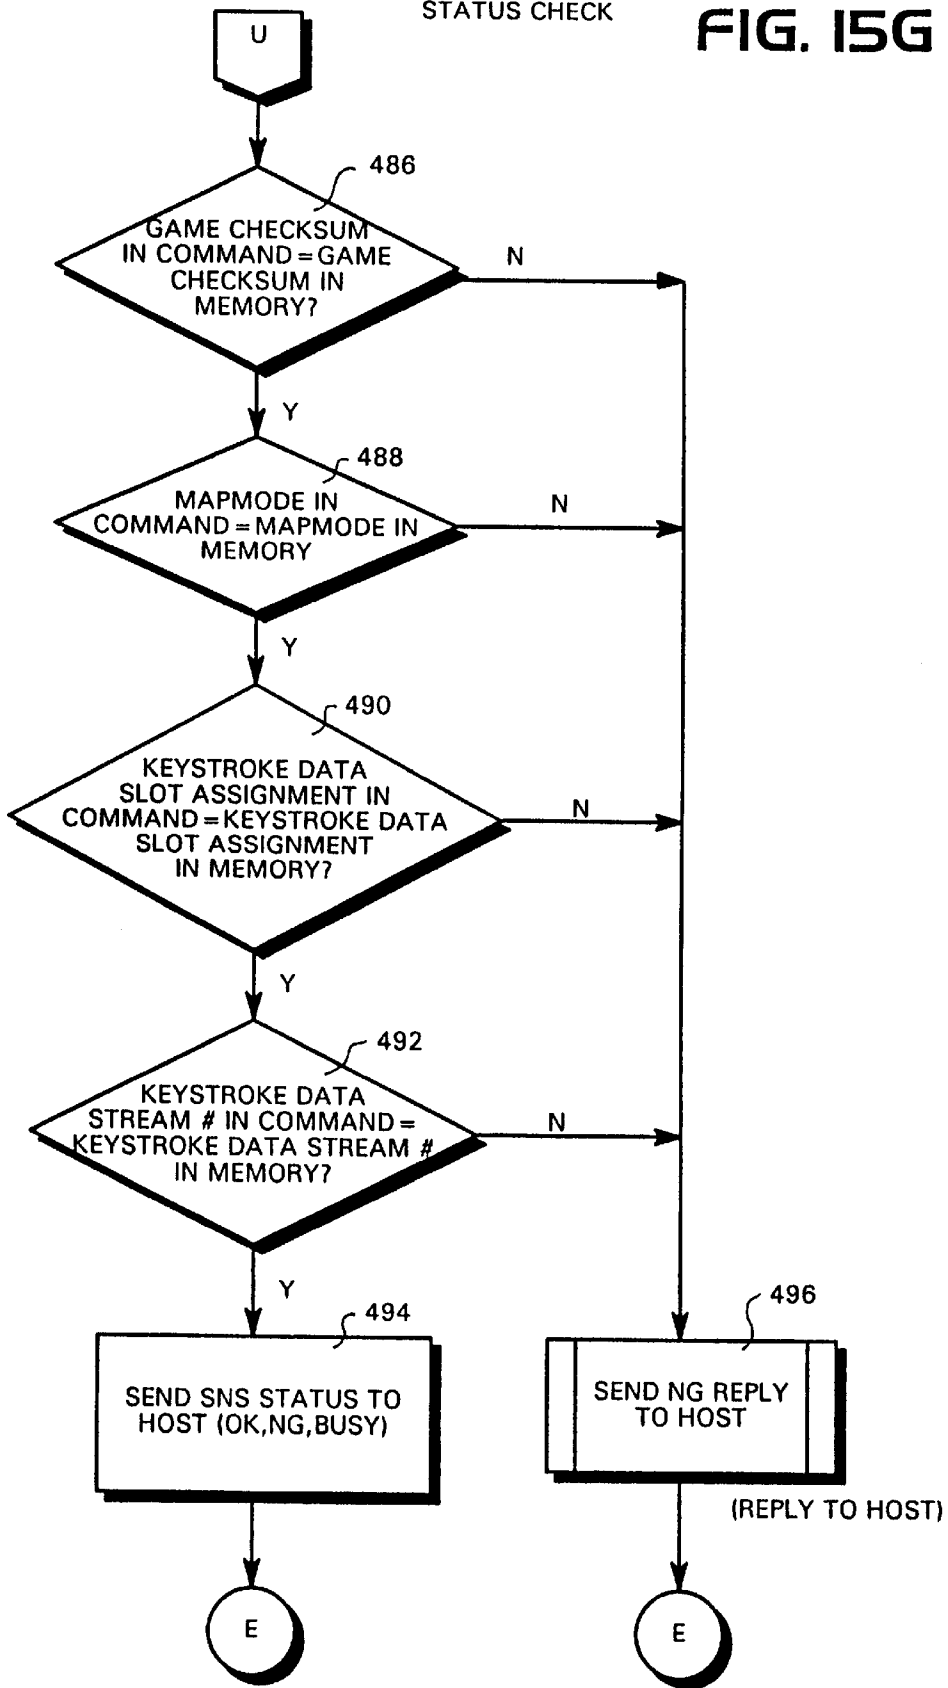 STATUS CHECK
FIG. 15G
U
486
GAME CHECKSUM
IN COMMAND=GAME
CHECKSUM IN
MEMORY?
N
Y
488
MAPMODE IN
COMMAND=MAPMODE IN
MEMORY
N
Y
490
KEYSTROKE DATA
SLOT ASSIGNMENT IN
COMMAND=KEYSTROKE DATA
SLOT ASSIGNMENT
IN MEMORY?
N
Y
492
KEYSTROKE DATA
STREAM # IN COMMAND=
KEYSTROKE DATA STREAM #
IN MEMORY?
N
Y
494
SEND SNS STATUS TO
HOST (OK,NG,BUSY)
496
SEND NG REPLY
TO HOST
(REPLY TO HOST)
E
E